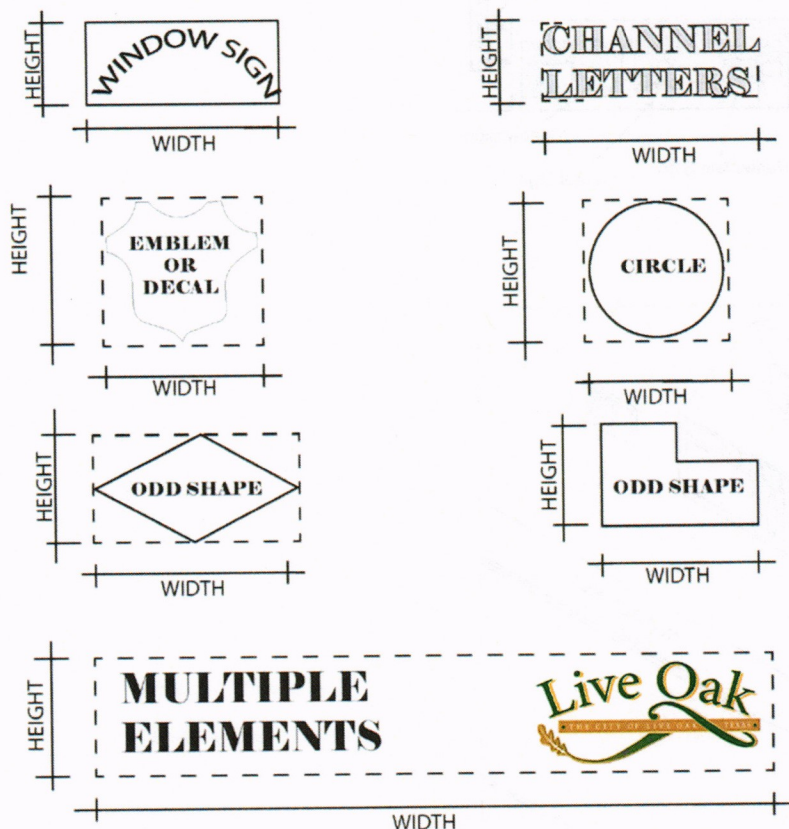 HEIGHT
WINDOW SIGN
WIDTH
HEIGHT
CHANNEL
LETTERS
WIDTH
HEIGHT
EMBLEM
OR
DECAL
WIDTH
HEIGHT
CIRCLE
WIDTH
HEIGHT
ODD SHAPE
WIDTH
HEIGHT
ODD SHAPE
WIDTH
HEIGHT
MULTIPLE
ELEMENTS
Live Oak
THE CITY OF LIVE OAK TEXAS
WIDTH